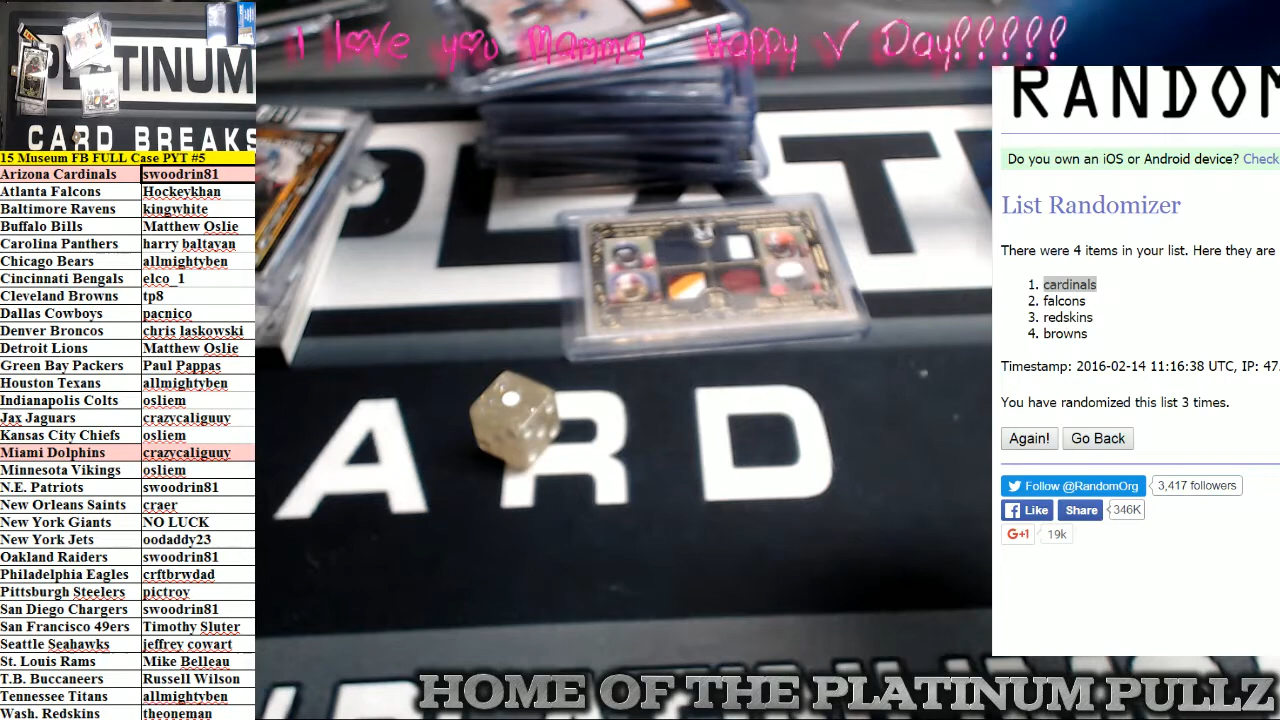 I love you Mamma Happy V Day!!!!!
PLATINUM
CARD BREAKS
15 Museum FB FULL Case PYT #5
Arizona Cardinals swoodrin81
Atlanta Falcons Hockeykhan
Baltimore Ravens kingwhite
Buffalo Bills Matthew Oslie
Carolina Panthers harry baltayan
Chicago Bears allmightyben
Cincinnati Bengals elco_1
Cleveland Browns tp8
Dallas Cowboys pacnico
Denver Broncos chris laskowski
Detroit Lions Matthew Oslie
Green Bay Packers Paul Pappas
Houston Texans allmightyben
Indianapolis Colts osliem
Jax Jaguars crazycaliguuy
Kansas City Chiefs osliem
Miami Dolphins crazycaliguuy
Minnesota Vikings osliem
N.E. Patriots swoodrin81
New Orleans Saints craer
New York Giants NO LUCK
New York Jets oodaddy23
Oakland Raiders swoodrin81
Philadelphia Eagles crftbrwdad
Pittsburgh Steelers pictroy
San Diego Chargers swoodrin81
San Francisco 49ers Timothy Sluter
Seattle Seahawks jeffrey cowart
St. Louis Rams Mike Belleau
T.B. Buccaneers Russell Wilson
Tennessee Titans allmightyben
Wash. Redskins theoneman
ARD
RANDO
Do you own an iOS or Android device? Check
List Randomizer
There were 4 items in your list. Here they are
1. cardinals
2. falcons
3. redskins
4. browns
Timestamp: 2016-02-14 11:16:38 UTC, IP: 47.
You have randomized this list 3 times.
Again! Go Back
Follow @RandomOrg 3,417 followers
Like Share 346K
G+1 19k
HOME OF THE PLATINUM PULLZ